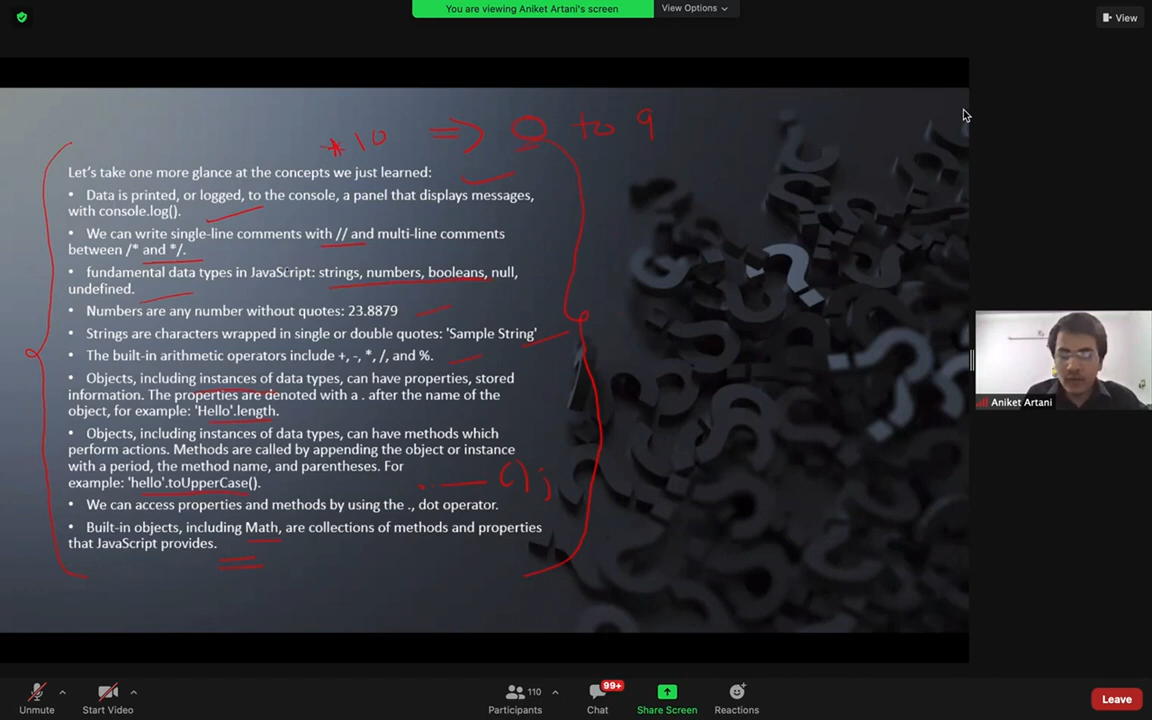 You are viewing Aniket Artani's screen
View Options
View
*10 => 0 to 9
Let's take one more glance at the concepts we just learned:
• Data is printed, or logged, to the console, a panel that displays messages,
with console.log().
• We can write single-line comments with // and multi-line comments
between /* and */.
• fundamental data types in JavaScript: strings, numbers, booleans, null,
undefined.
• Numbers are any number without quotes: 23.8879
• Strings are characters wrapped in single or double quotes: 'Sample String'
• The built-in arithmetic operators include +, -, *, /, and %.
• Objects, including instances of data types, can have properties, stored
information. The properties are denoted with a . after the name of the
object, for example: 'Hello'.length.
• Objects, including instances of data types, can have methods which
perform actions. Methods are called by appending the object or instance
with a period, the method name, and parentheses. For
example: 'hello'.toUpperCase().
.—— ();
• We can access properties and methods by using the ., dot operator.
• Built-in objects, including Math, are collections of methods and properties
that JavaScript provides.
Aniket Artani
Unmute
Start Video
110
Participants
99+
Chat
Share Screen
Reactions
Leave